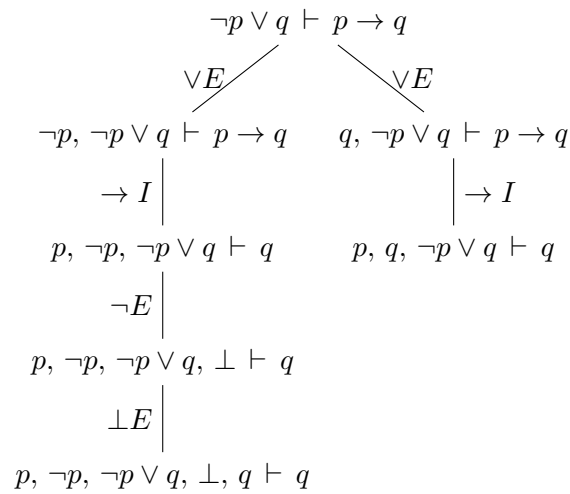 ¬p ∨ q ⊢ p → q
∨E ∨E
¬p, ¬p ∨ q ⊢ p → q q, ¬p ∨ q ⊢ p → q
→ I → I
p, ¬p, ¬p ∨ q ⊢ q p, q, ¬p ∨ q ⊢ q
¬E
p, ¬p, ¬p ∨ q, ⊥ ⊢ q
⊥E
p, ¬p, ¬p ∨ q, ⊥, q ⊢ q